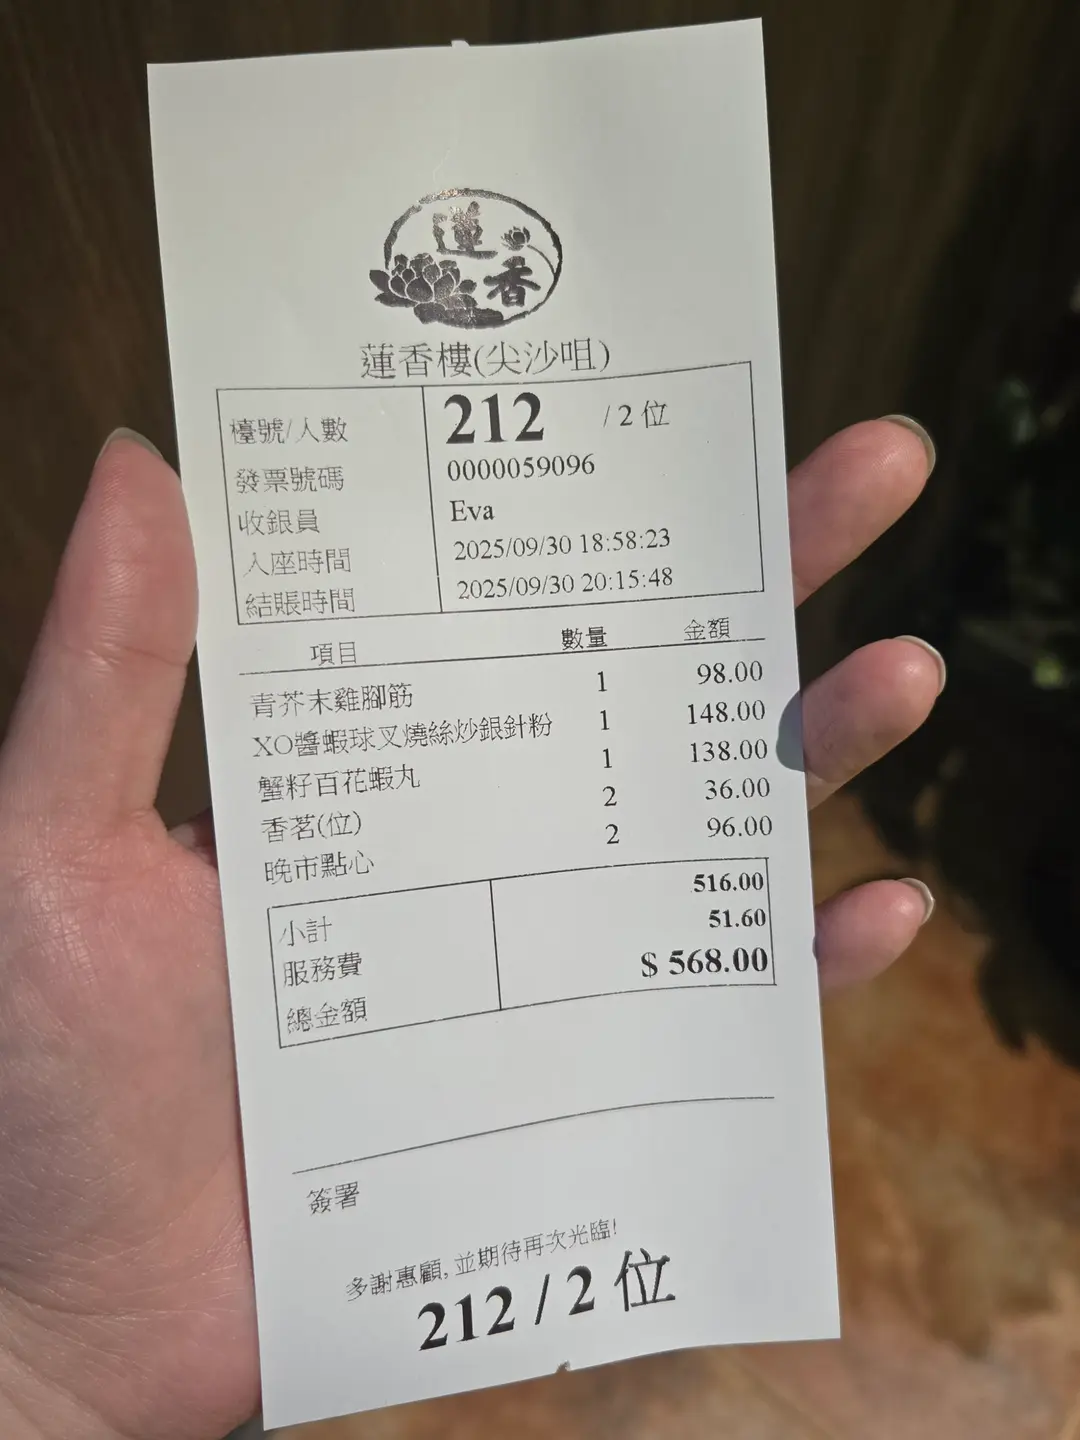 蓮香
蓮香樓(尖沙咀)
檯號/人數 212 / 2 位
發票號碼 0000059096
收銀員 Eva
入座時間 2025/09/30 18:58:23
結賬時間 2025/09/30 20:15:48
項目 數量 金額
青芥末雞腳筋 1 98.00
XO醬蝦球叉燒絲炒銀針粉 1 148.00
蟹籽百花蝦丸 1 138.00
香茗(位) 2 36.00
晚市點心 2 96.00
小計 516.00
服務費 51.60
總金額 $ 568.00
簽署
多謝惠顧, 並期待再次光臨!
212 / 2 位